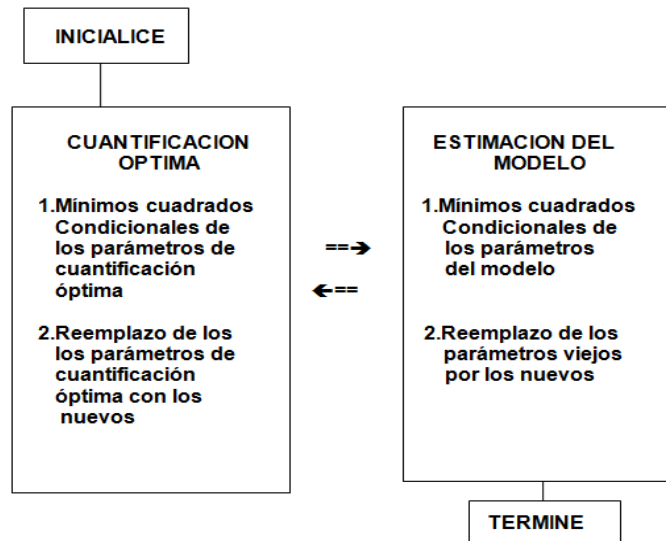 INICIALICE
CUANTIFICACION
OPTIMA
1.Mínimos cuadrados
Condicionales de
los parámetros de
cuantificación
óptima
2.Reemplazo de los
los parámetros de
cuantificación
óptima con los
nuevos
==➔
🡰==
ESTIMACION DEL
MODELO
1.Mínimos cuadrados
Condicionales de
los parámetros
del modelo
2.Reemplazo de los
parámetros viejos
por los nuevos
TERMINE